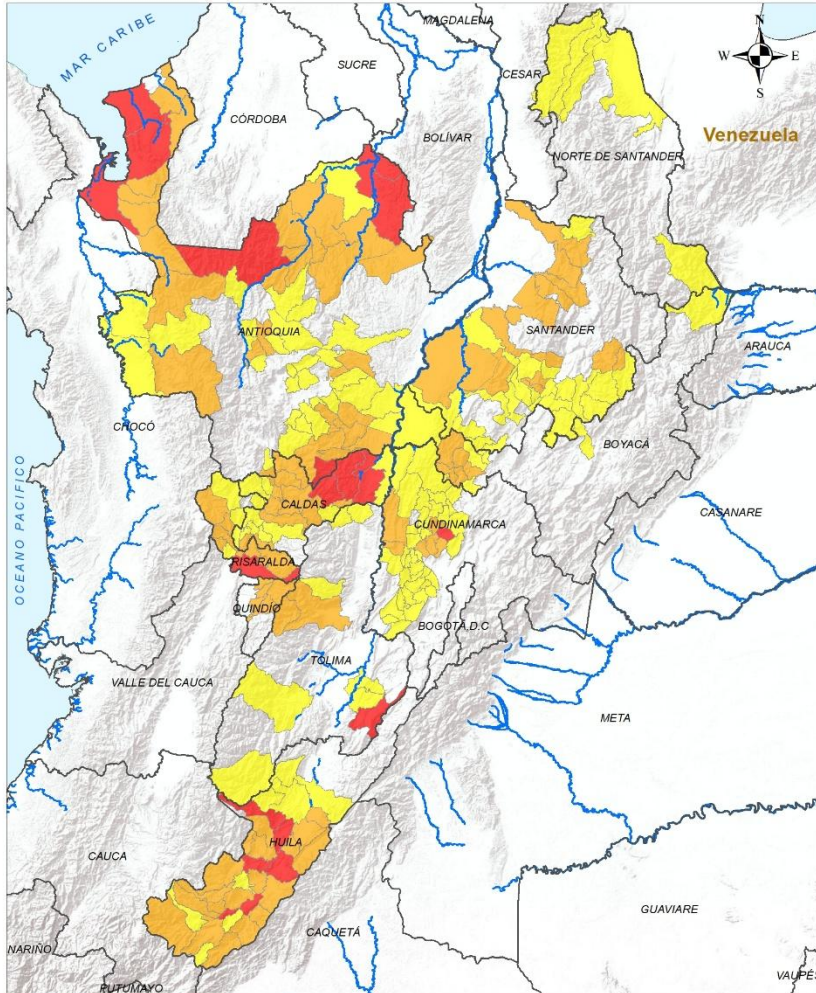 MAGDALENA
N
MAR CARIBE
SUCRE
CESAR
W
E
S
CÓRDOBA
BOLÍVAR
Venezuela
NORTE DE SANTANDER
ANTIOQUIA
SANTANDER
ARAUCA
CHOCÓ
BOYACÁ
OCEANO PACIFICO
CALDAS
CUNDINAMARCA
CASANARE
RISARALDA
QUINDÍO
BOGOTÁ, D.C
TOLIMA
VALLE DEL CAUCA
META
HUILA
CAUCA
GUAVIARE
CAQUETÁ
NARIÑO
VAUPÉS
PUTUMAYO